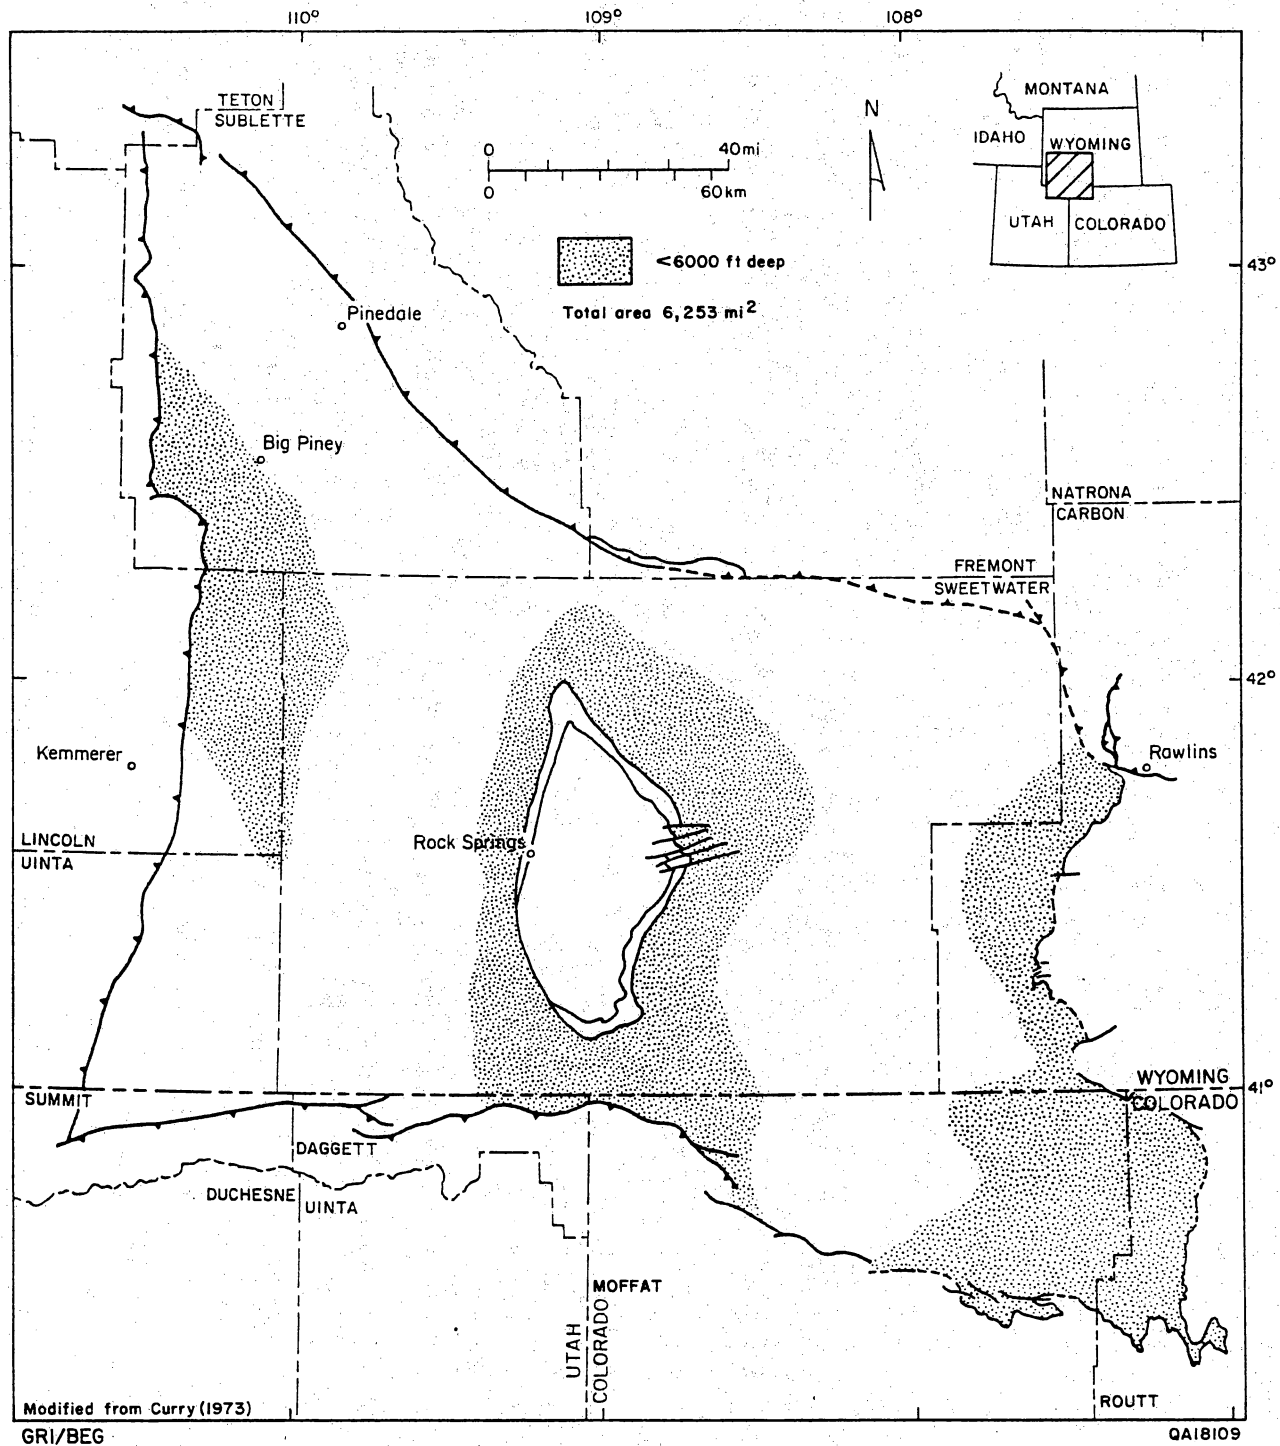 110°
109°
108°
TETON
SUBLETTE
N
MONTANA
IDAHO
WYOMING
UTAH
COLORADO
0
40mi
0
60km
<6000 ft deep
Total area 6,253 mi²
43°
Pinedale
Big Piney
NATRONA
CARBON
FREMONT
SWEETWATER
42°
Kemmerer
Rawlins
LINCOLN
UINTA
Rock Springs
SUMMIT
WYOMING
COLORADO
41°
DAGGETT
DUCHESNE
UINTA
MOFFAT
UTAH
COLORADO
ROUTT
Modified from Curry (1973)
GRI/BEG
QA18109